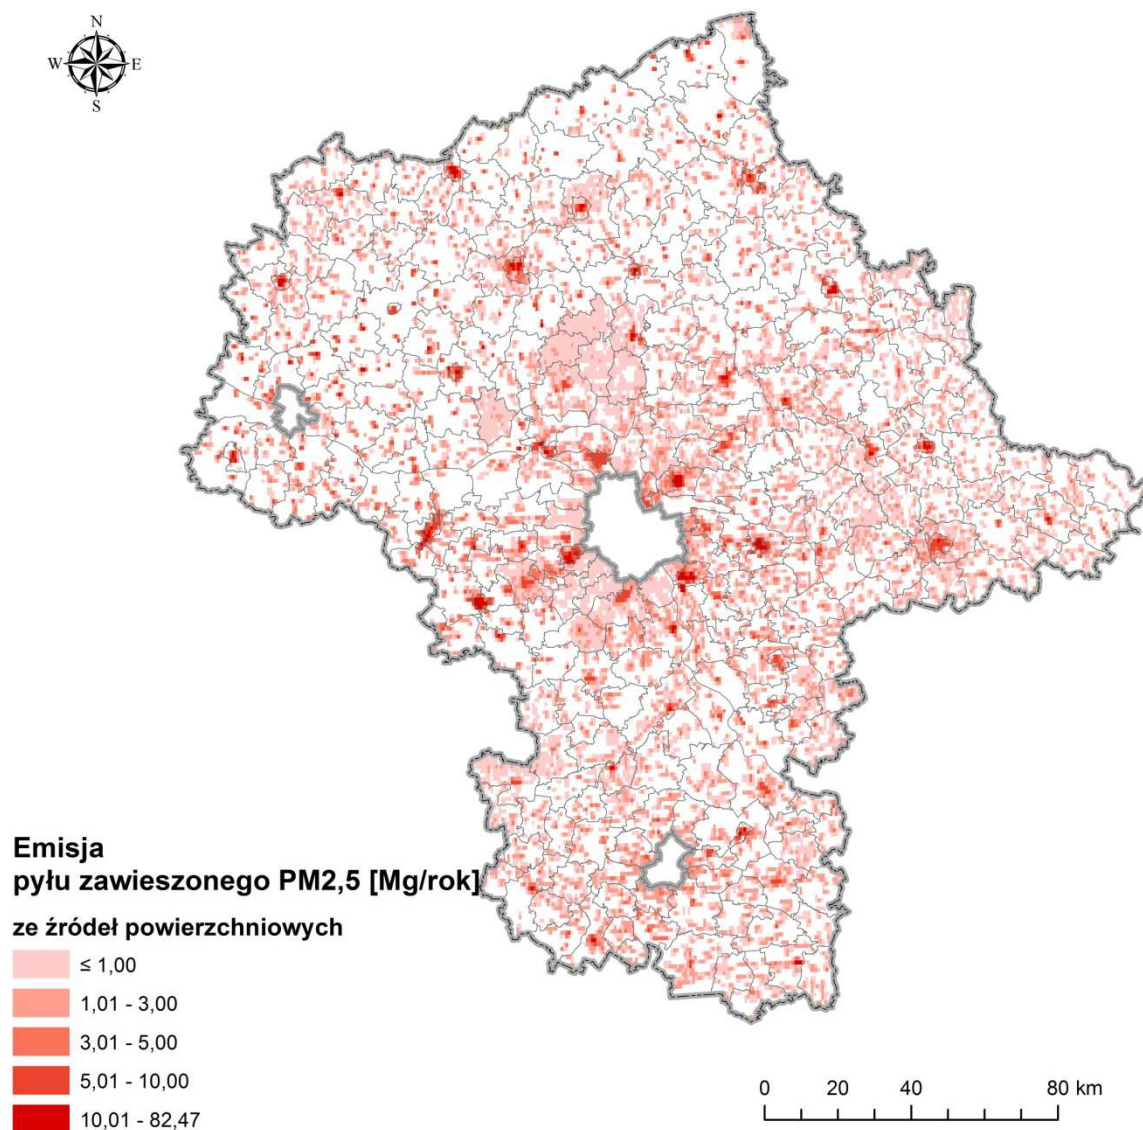 N
W E
S
Emisja
pyłu zawieszonego PM2,5 [Mg/rok]
ze źródeł powierzchniowych
≤ 1,00
1,01 - 3,00
3,01 - 5,00
5,01 - 10,00
10,01 - 82,47
0 20 40 80 km